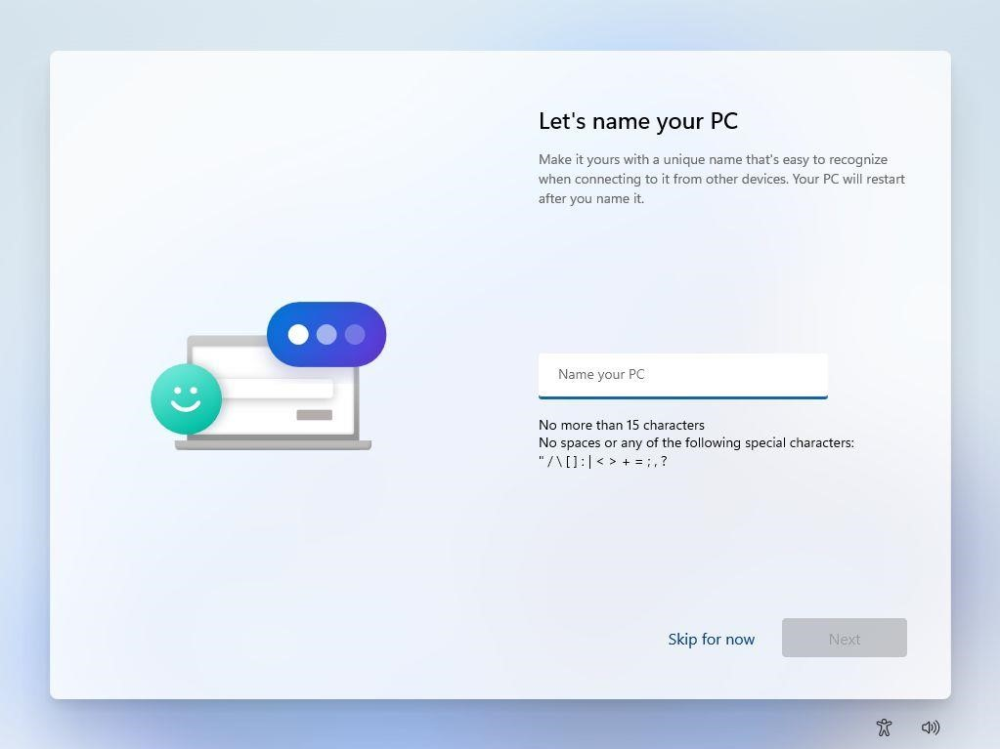 Let's name your PC
Make it yours with a unique name that's easy to recognize
when connecting to it from other devices. Your PC will restart
after you name it.
Name your PC
No more than 15 characters
No spaces or any of the following special characters:
" / \ [ ] : | < > + = ; , ?
Skip for now
Next